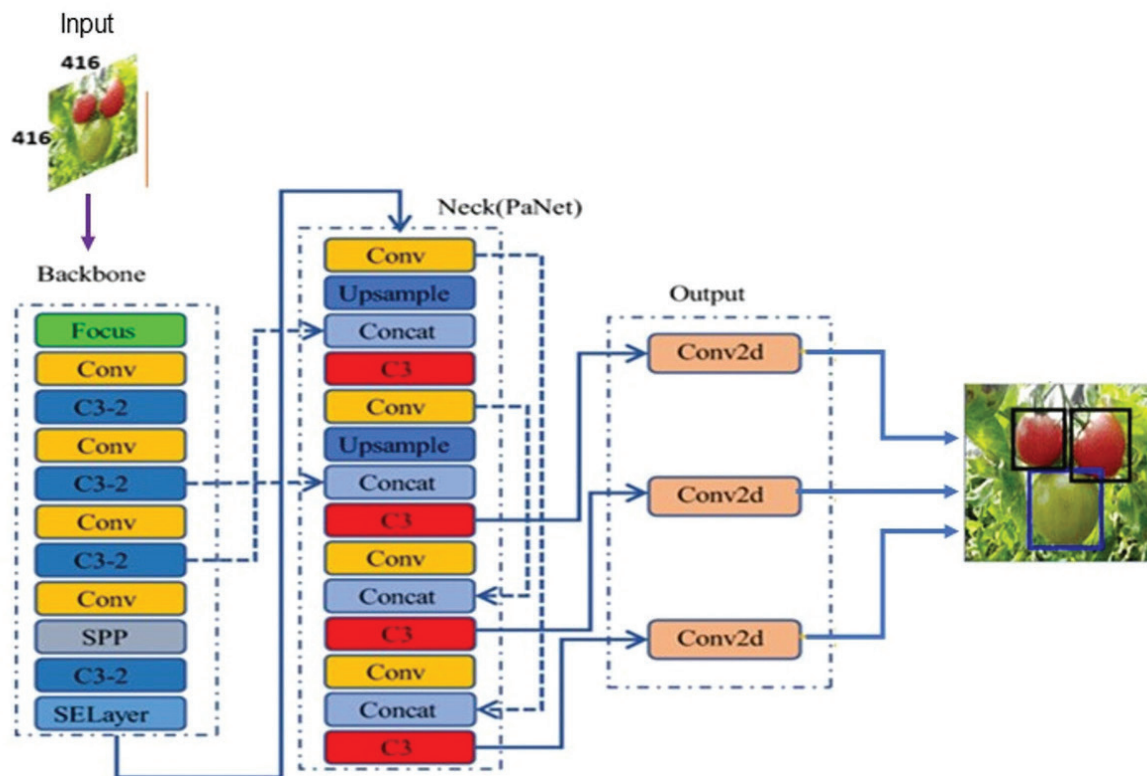 Input
416
416
Backbone
Focus
Conv
C3-2
Conv
C3-2
Conv
C3-2
Conv
SPP
C3-2
SELayer
Neck(PaNet)
Conv
Upsample
Concat
C3
Conv
Upsample
Concat
C3
Conv
Concat
C3
Conv
Concat
C3
Output
Conv2d
Conv2d
Conv2d